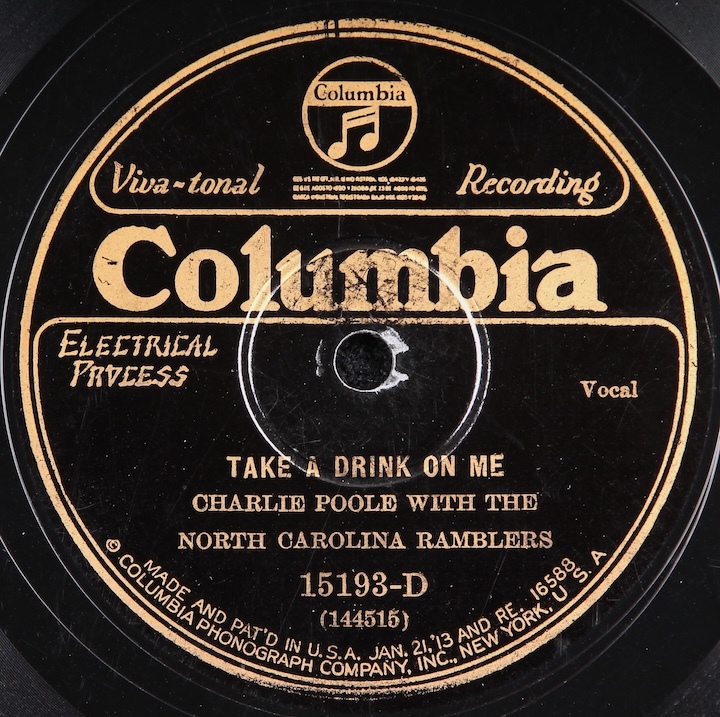 Columbia
Viva-tonal Recording
Columbia
ELECTRICAL
PROCESS
Vocal
TAKE A DRINK ON ME
CHARLIE POOLE WITH THE
NORTH CAROLINA RAMBLERS
15193-D
(144515)
MADE AND PAT'D IN U.S.A. JAN. 21,'13 AND RE. 16588
© COLUMBIA PHONOGRAPH COMPANY, INC., NEW YORK, U.S.A